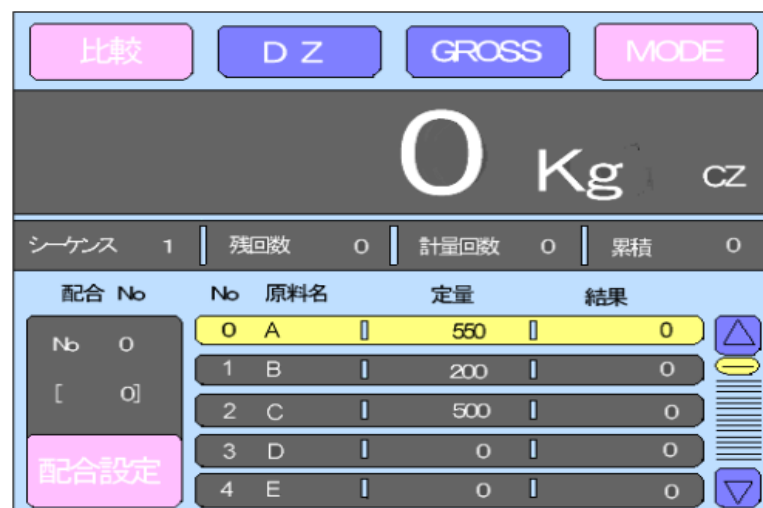 比較 DZ GROSS MODE
0 Kg CZ
シーケンス 1 残回数 0 計量回数 0 累積 0
配合 No No 原料名 定量 結果
No 0
[ 0]
配合設定
0 A 550 0
1 B 200 0
2 C 500 0
3 D 0 0
4 E 0 0